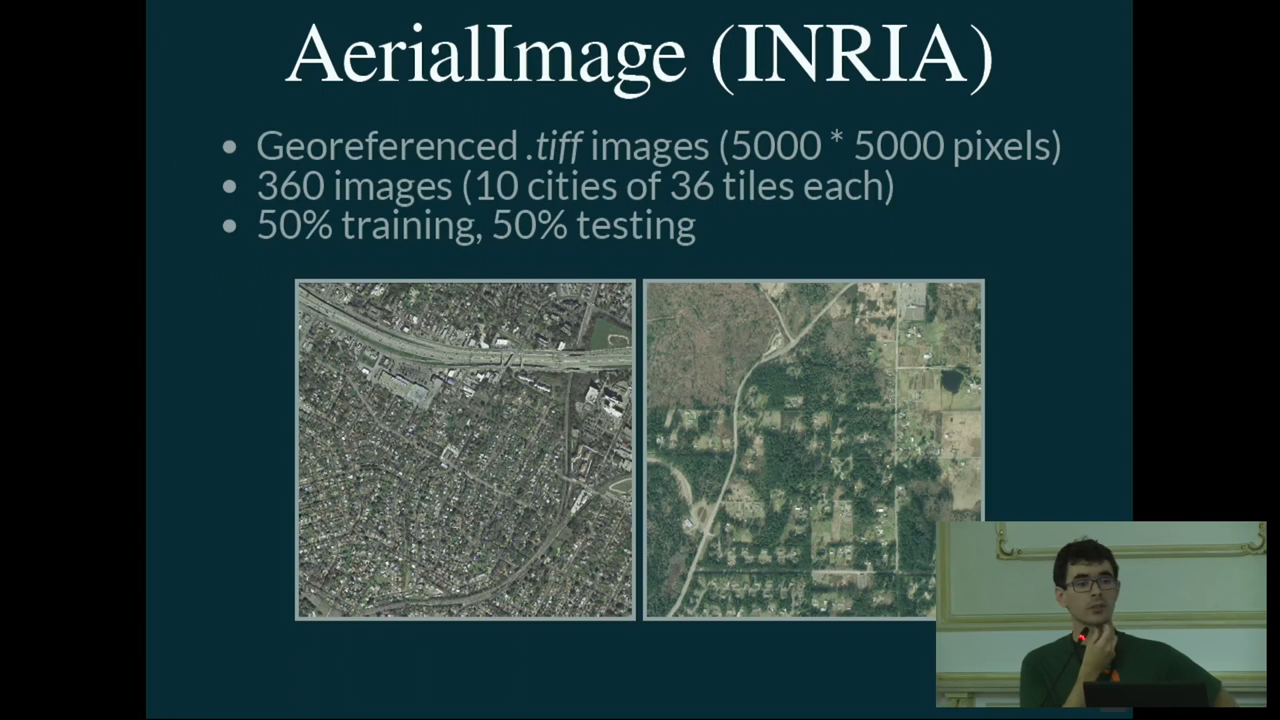 AerialImage (INRIA)
• Georeferenced .tiff images (5000 * 5000 pixels)
• 360 images (10 cities of 36 tiles each)
• 50% training, 50% testing